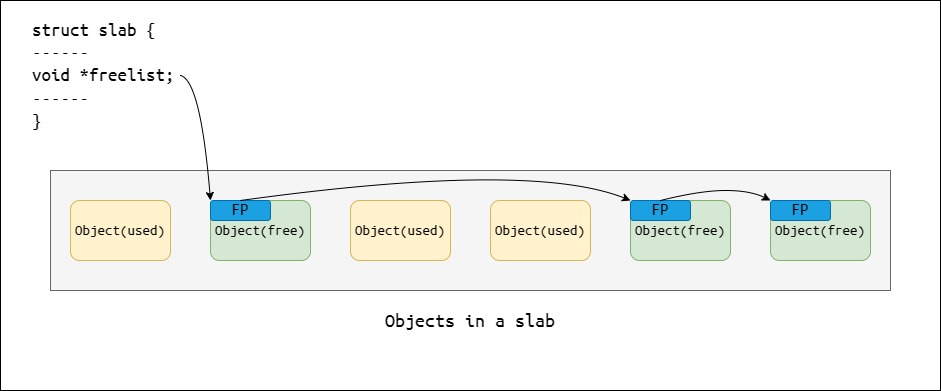 struct slab {
------
void *freelist;
------
}
FP
FP
FP
Object(used)
Object(free)
Object(used)
Object(used)
Object(free)
Object(free)
Objects in a slab